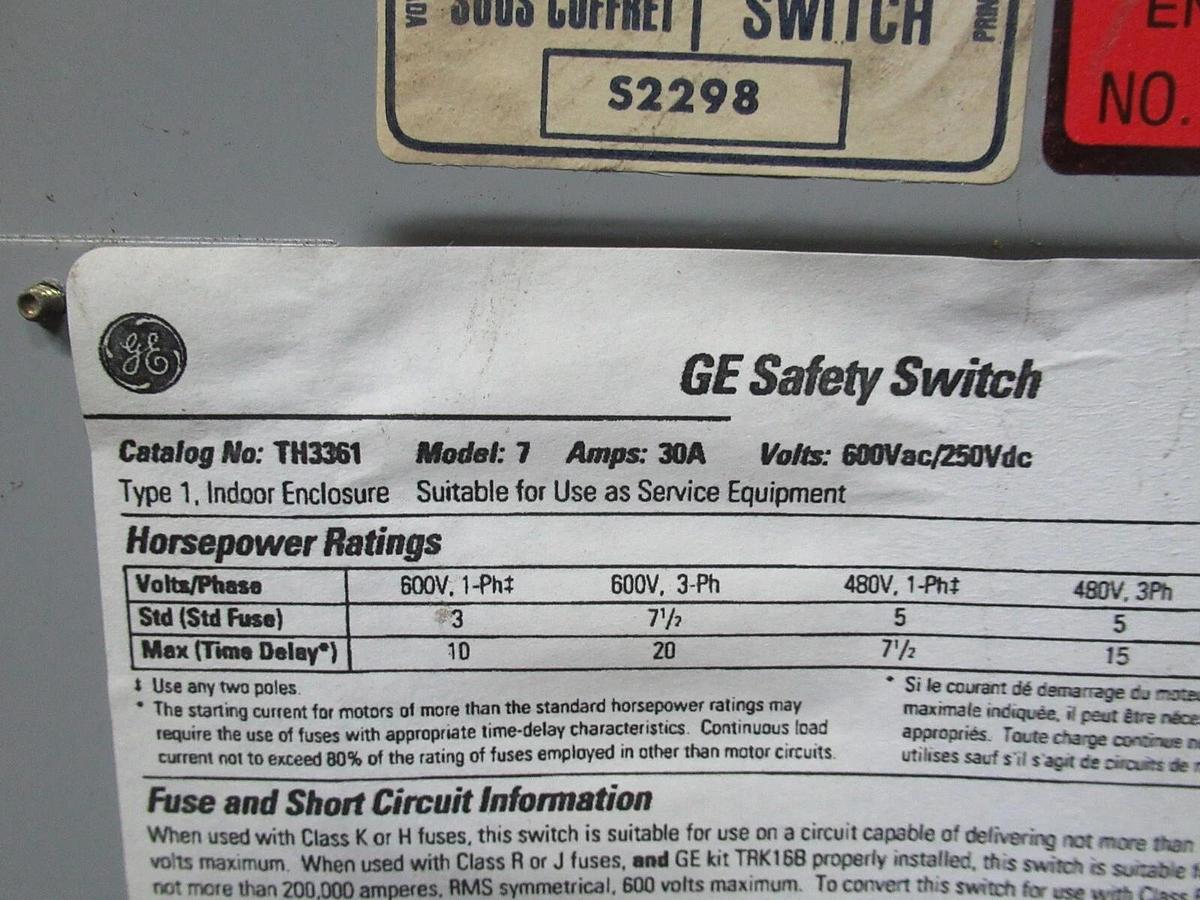 SOUS COFFRET SWITCH
S2298
NO.
GE
GE Safety Switch
Catalog No: TH3361 Model: 7 Amps: 30A Volts: 600Vac/250Vdc
Type 1, Indoor Enclosure Suitable for Use as Service Equipment
Horsepower Ratings
Volts/Phase 600V, 1-Ph‡ 600V, 3-Ph 480V, 1-Ph‡ 480V, 3Ph
Std (Std Fuse) 3 7½ 5 5
Max (Time Delay*) 10 20 7½ 15
‡ Use any two poles.
* The starting current for motors of more than the standard horsepower ratings may
require the use of fuses with appropriate time-delay characteristics. Continuous load
current not to exceed 80% of the rating of fuses employed in other than motor circuits.
* Si le courant dé demarrage du
maximale indiquée, il peut être
appropriés. Toute charge continue
utilises sauf s'il s'agit de circuits de
Fuse and Short Circuit Information
When used with Class K or H fuses, this switch is suitable for use on a circuit capable of delivering not more than
volts maximum. When used with Class R or J fuses, and GE kit TRK16B properly installed, this switch is suitable
not more than 200,000 amperes, RMS symmetrical, 600 volts maximum. To convert this switch for use with Class